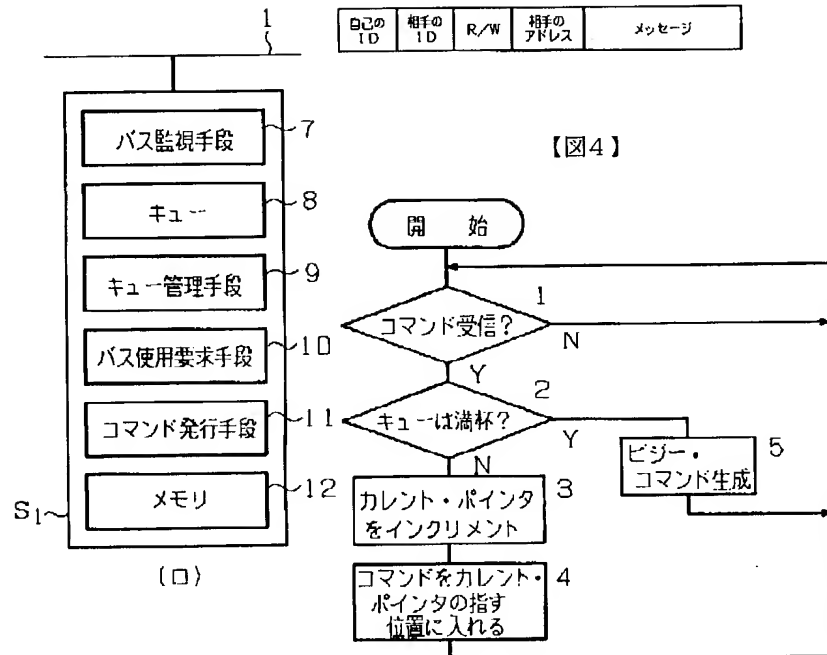 1
自己のID
相手のID
R/W
相手のアドレス
メッセージ
バス監視手段
7
キュー
8
キュー管理手段
9
バス使用要求手段
10
コマンド発行手段
11
メモリ
12
S1
(ロ)
【図4】
開 始
コマンド受信?
1
N
Y
キューは満杯?
2
Y
N
カレント・ポインタ
をインクリメント
3
ビジー・
コマンド生成
5
コマンドをカレント・
ポインタの指す
位置に入れる
4